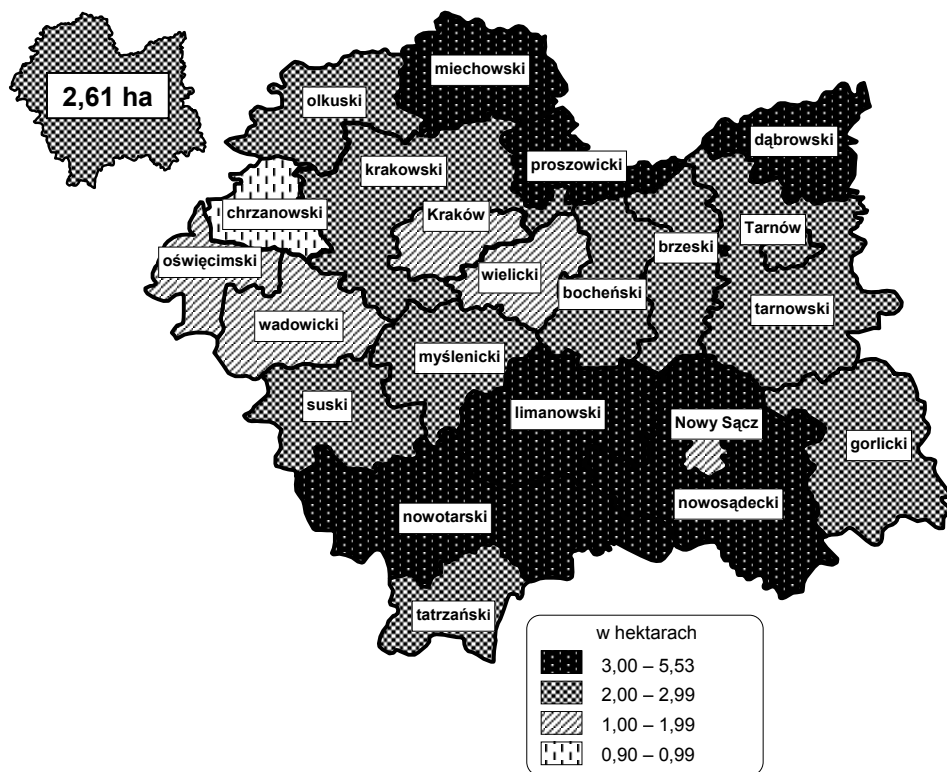 miechowski
2,61 ha
olkuski
dąbrowski
krakowski
proszowicki
chrzanowski
Kraków
Tarnów
oświęcimski
wielicki
brzeski
bocheński
wadowicki
tarnowski
myślenicki
suski
limanowski
Nowy Sącz
gorlicki
nowosądecki
nowotarski
tatrzański
w hektarach
3,00 – 5,53
2,00 – 2,99
1,00 – 1,99
0,90 – 0,99